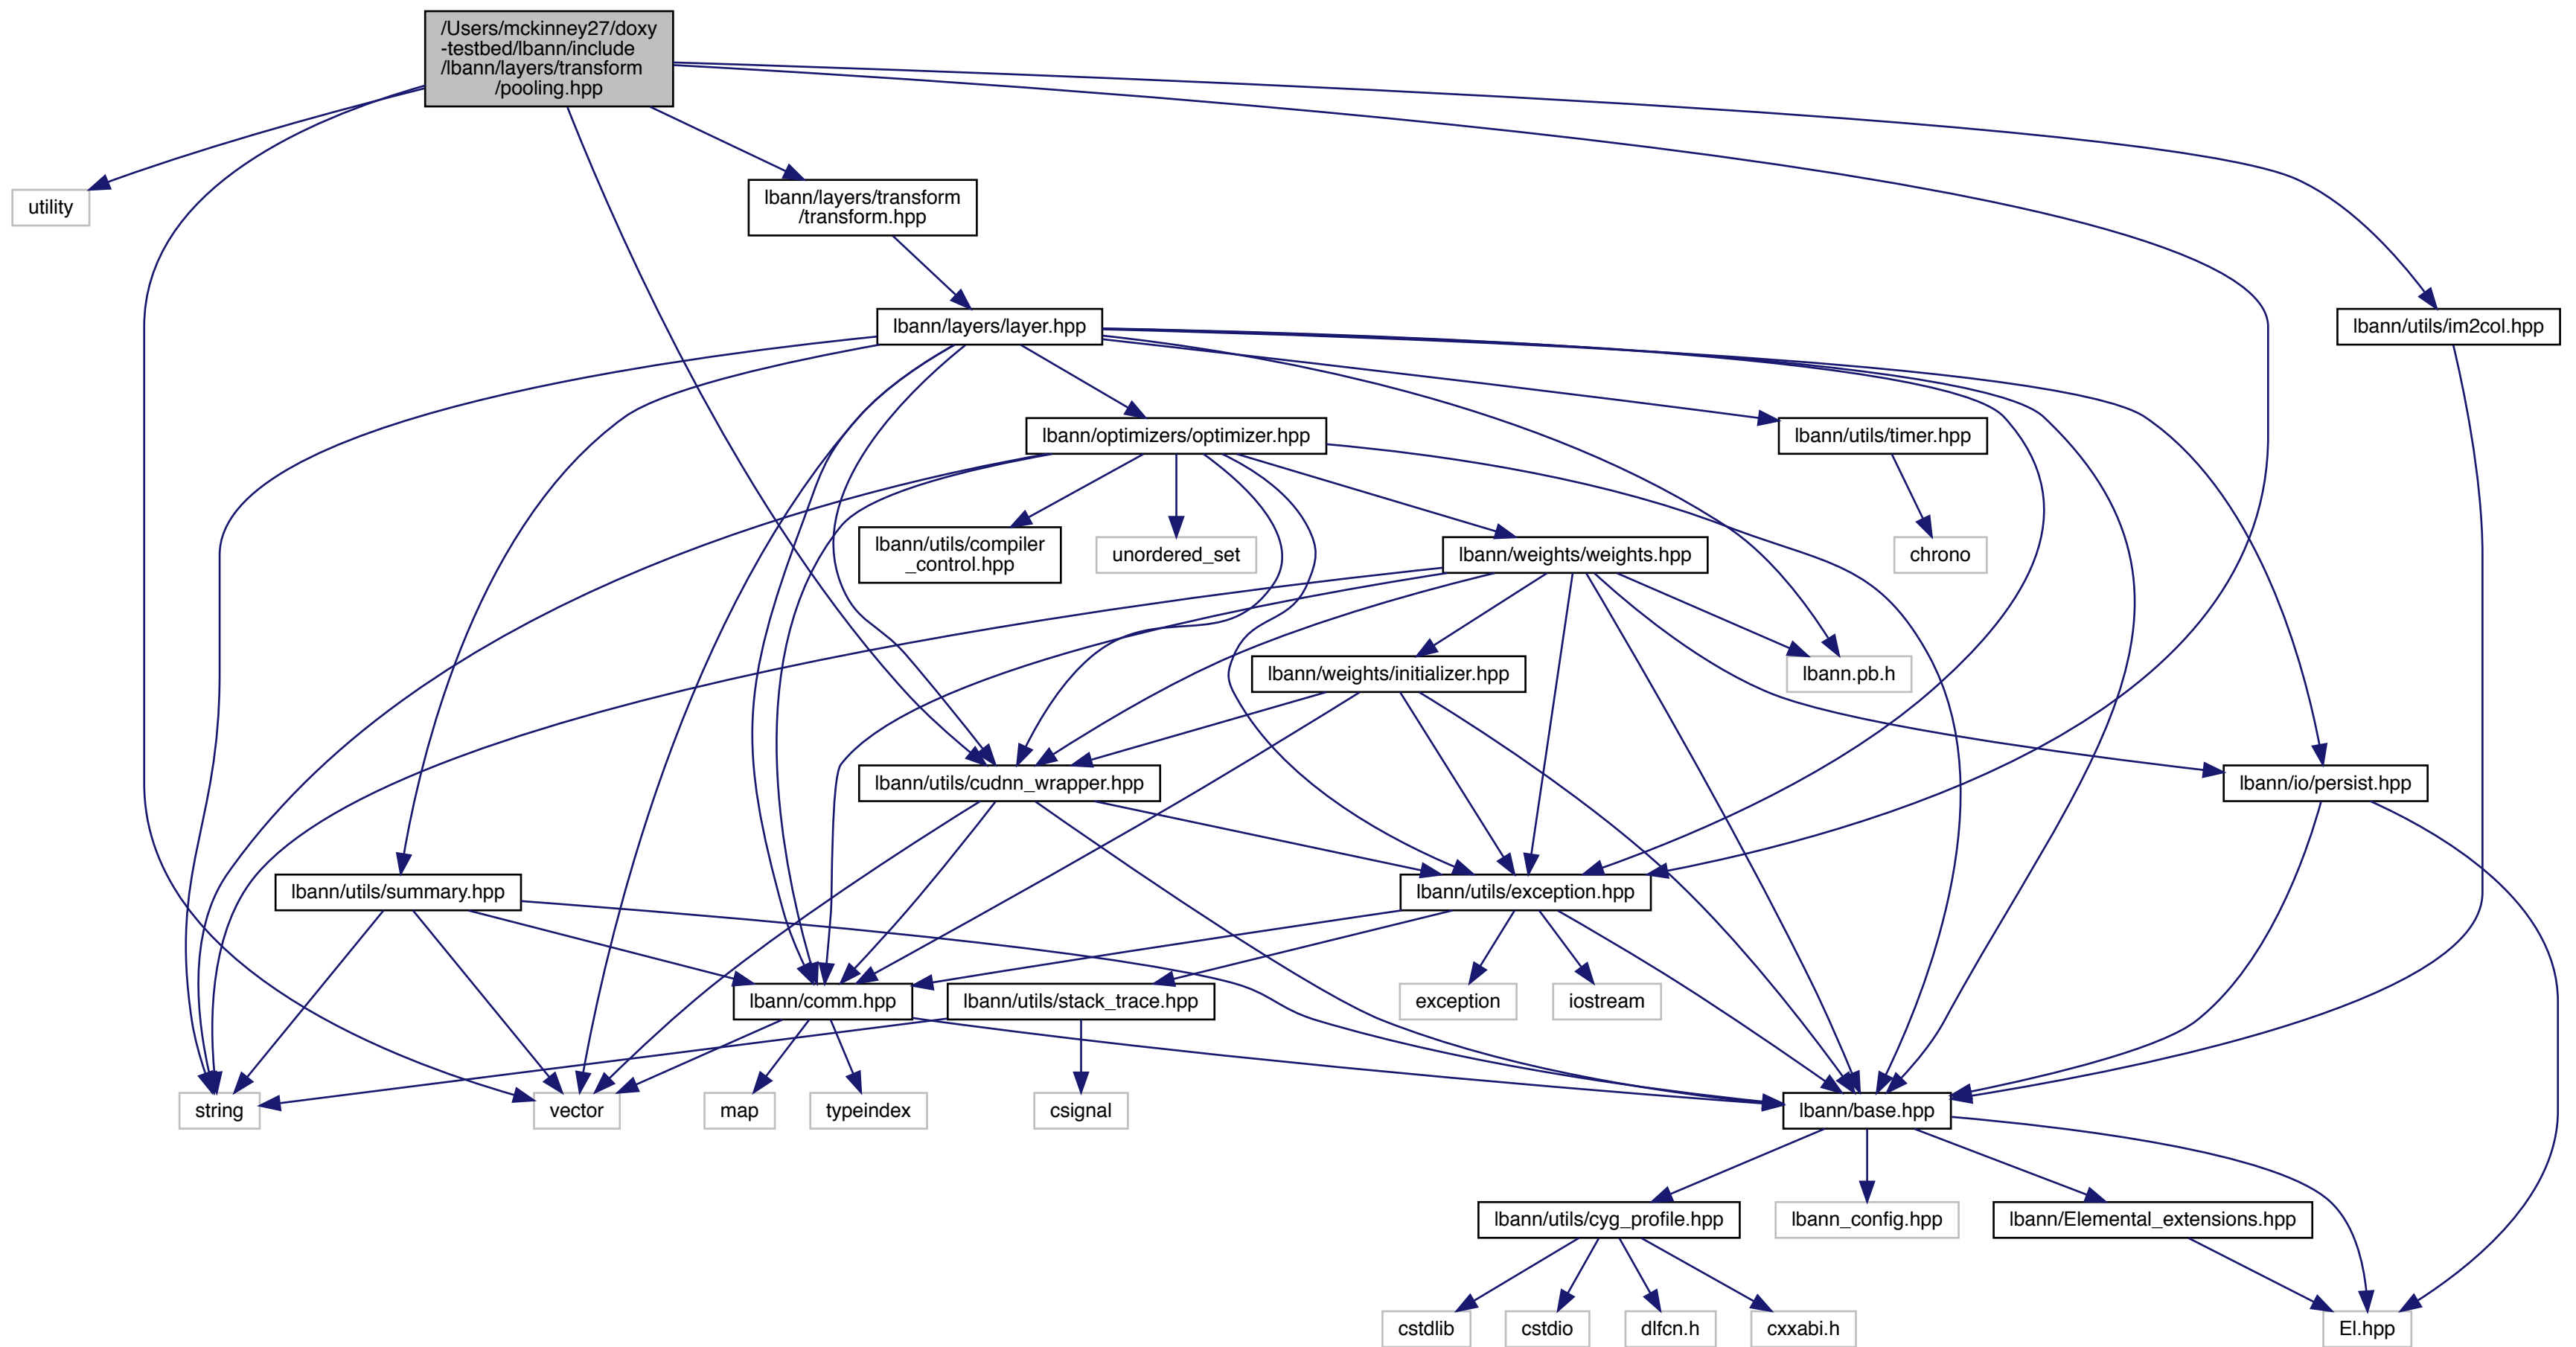 /Users/mckinney27/doxy
-testbed/lbann/include
/lbann/layers/transform
/pooling.hpp
utility
lbann/layers/transform
/transform.hpp
lbann/layers/layer.hpp
lbann/utils/im2col.hpp
lbann/optimizers/optimizer.hpp
lbann/utils/timer.hpp
lbann/utils/compiler
_control.hpp
unordered_set
lbann/weights/weights.hpp
chrono
lbann/weights/initializer.hpp
lbann.pb.h
lbann/utils/cudnn_wrapper.hpp
lbann/io/persist.hpp
lbann/utils/summary.hpp
lbann/utils/exception.hpp
lbann/comm.hpp
lbann/utils/stack_trace.hpp
exception
iostream
string
vector
map
typeindex
csignal
lbann/base.hpp
lbann/utils/cyg_profile.hpp
lbann_config.hpp
lbann/Elemental_extensions.hpp
cstdlib
cstdio
dlfcn.h
cxxabi.h
El.hpp